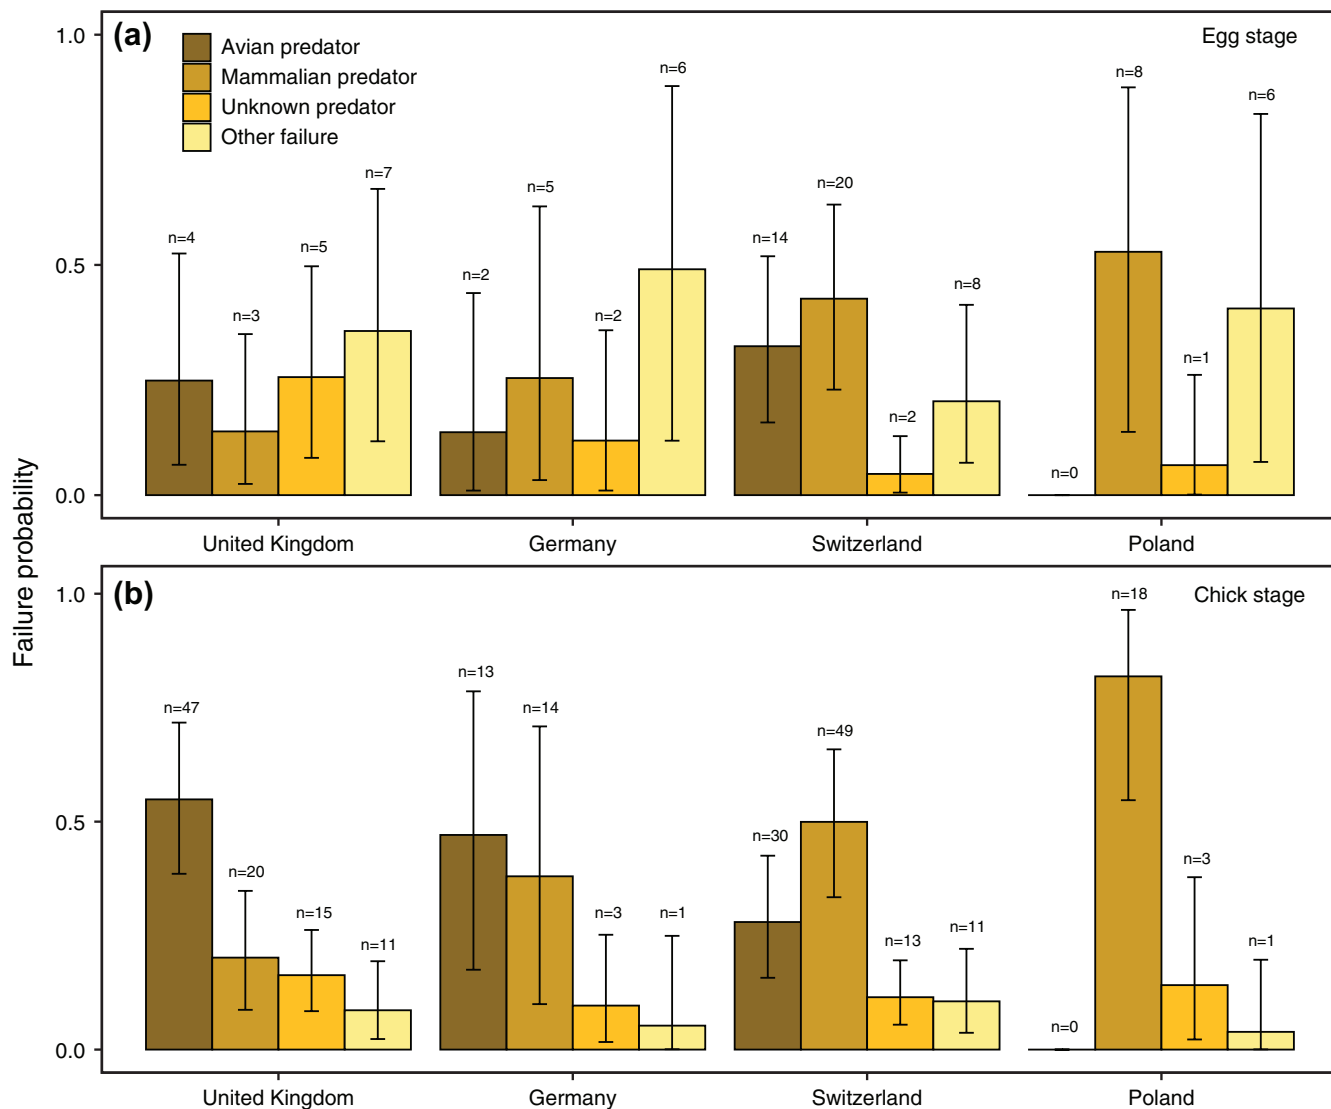 (a)
Egg stage
Avian predator
Mammalian predator
Unknown predator
Other failure
1.0
0.5
0.0
n=4
n=3
n=5
n=7
n=2
n=5
n=2
n=6
n=14
n=20
n=2
n=8
n=0
n=8
n=1
n=6
United Kingdom
Germany
Switzerland
Poland
Failure probability
(b)
Chick stage
1.0
0.5
0.0
n=47
n=20
n=15
n=11
n=13
n=14
n=3
n=1
n=30
n=49
n=13
n=11
n=0
n=18
n=3
n=1
United Kingdom
Germany
Switzerland
Poland